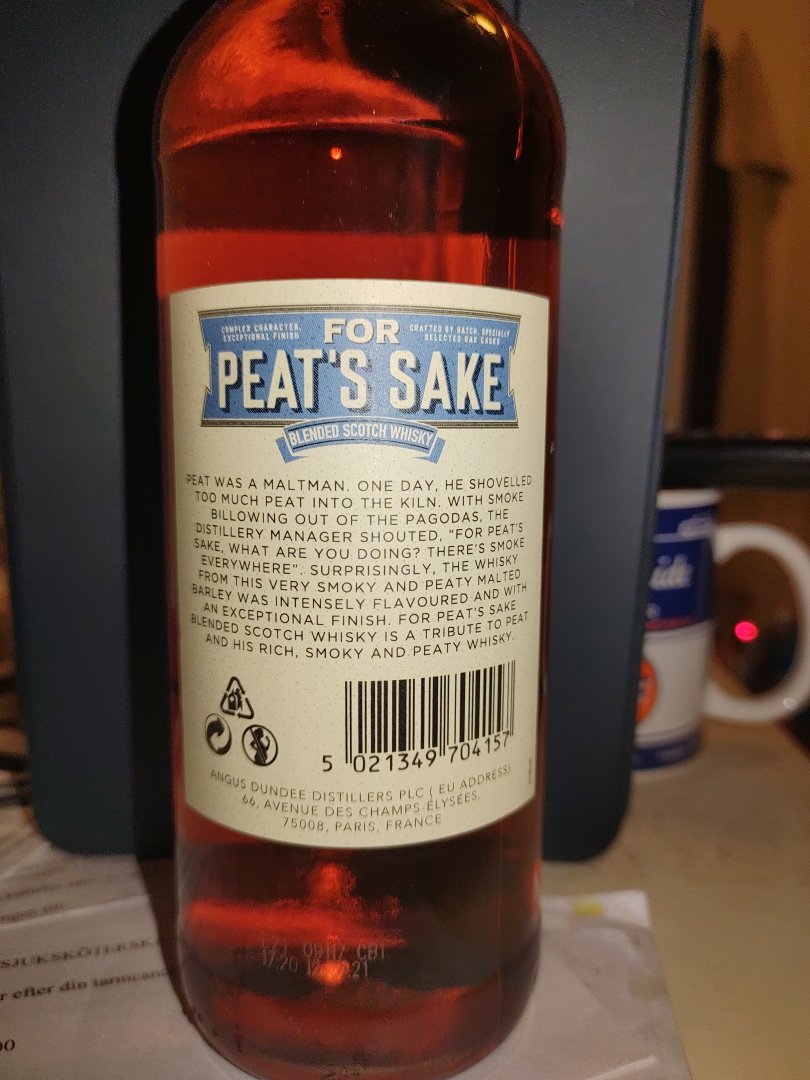 COMPLEX CHARACTER,
EXCEPTIONAL FINISH
FOR
CRAFTED BY BATCH, SPECIALLY
SELECTED OAK CASKS
PEAT'S SAKE
BLENDED SCOTCH WHISKY
PEAT WAS A MALTMAN. ONE DAY, HE SHOVELLED
TOO MUCH PEAT INTO THE KILN. WITH SMOKE
BILLOWING OUT OF THE PAGODAS, THE
DISTILLERY MANAGER SHOUTED, "FOR PEAT'S
SAKE, WHAT ARE YOU DOING? THERE'S SMOKE
EVERYWHERE". SURPRISINGLY, THE WHISKY
FROM THIS VERY SMOKY AND PEATY MALTED
BARLEY WAS INTENSELY FLAVOURED AND WITH
AN EXCEPTIONAL FINISH. FOR PEAT'S SAKE
BLENDED SCOTCH WHISKY IS A TRIBUTE TO PEAT
AND HIS RICH, SMOKY AND PEATY WHISKY.
5 021349 704157
ANGUS DUNDEE DISTILLERS PLC ( EU ADDRESS)
66, AVENUE DES CHAMPS-ÉLYSÉES,
75008, PARIS, FRANCE
efter din